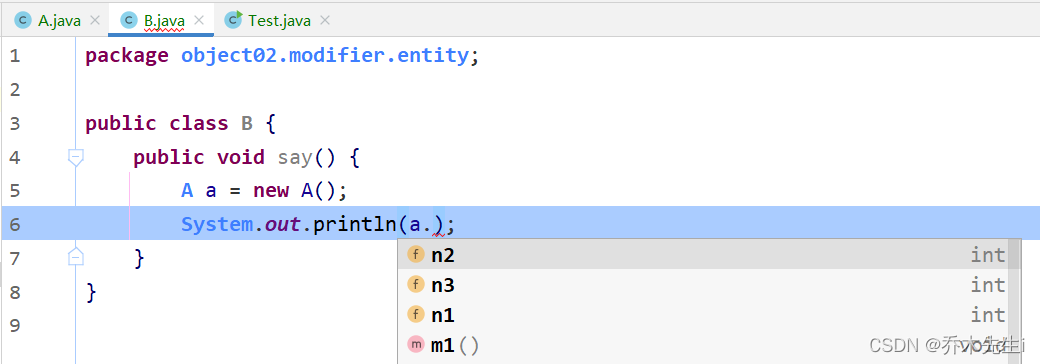 A.java B.java Test.java
1 package object02.modifier.entity;
2
3 public class B {
4 public void say() {
5 A a = new A();
6 System.out.println(a.);
f n2 int
7 }
f n3 int
8 }
f n1 int
9
m m1() void
CSDN @乔木先生i